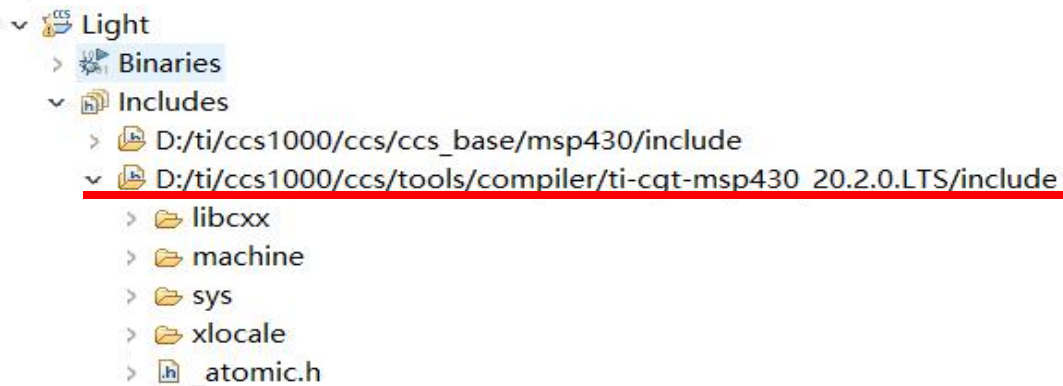 Light
Binaries
Includes
D:/ti/ccs1000/ccs/ccs_base/msp430/include
D:/ti/ccs1000/ccs/tools/compiler/ti-cgt-msp430_20.2.0.LTS/include
libcxx
machine
sys
xlocale
_atomic.h